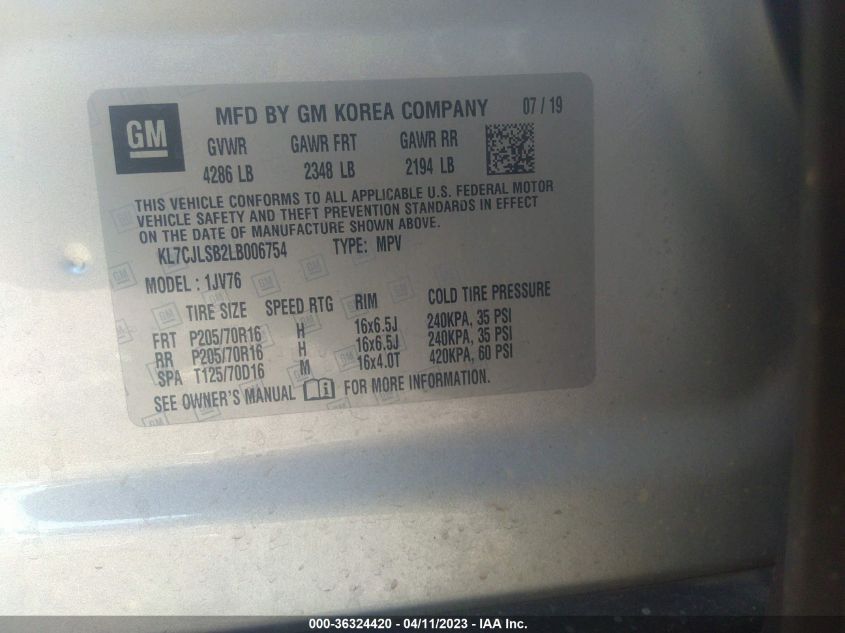 GM
MFD BY GM KOREA COMPANY 07 / 19
GVWR GAWR FRT GAWR RR
4286 LB 2348 LB 2194 LB
THIS VEHICLE CONFORMS TO ALL APPLICABLE U.S. FEDERAL MOTOR
VEHICLE SAFETY AND THEFT PREVENTION STANDARDS IN EFFECT
ON THE DATE OF MANUFACTURE SHOWN ABOVE.
KL7CJLSB2LB006754 TYPE: MPV
MODEL : 1JV76
TIRE SIZE SPEED RTG RIM COLD TIRE PRESSURE
FRT P205/70R16 H 16x6.5J 240KPA, 35 PSI
RR P205/70R16 H 16x6.5J 240KPA, 35 PSI
SPA T125/70D16 M 16x4.0T 420KPA, 60 PSI
SEE OWNER'S MANUAL i FOR MORE INFORMATION.
000-36324420 - 04/11/2023 - IAA Inc.